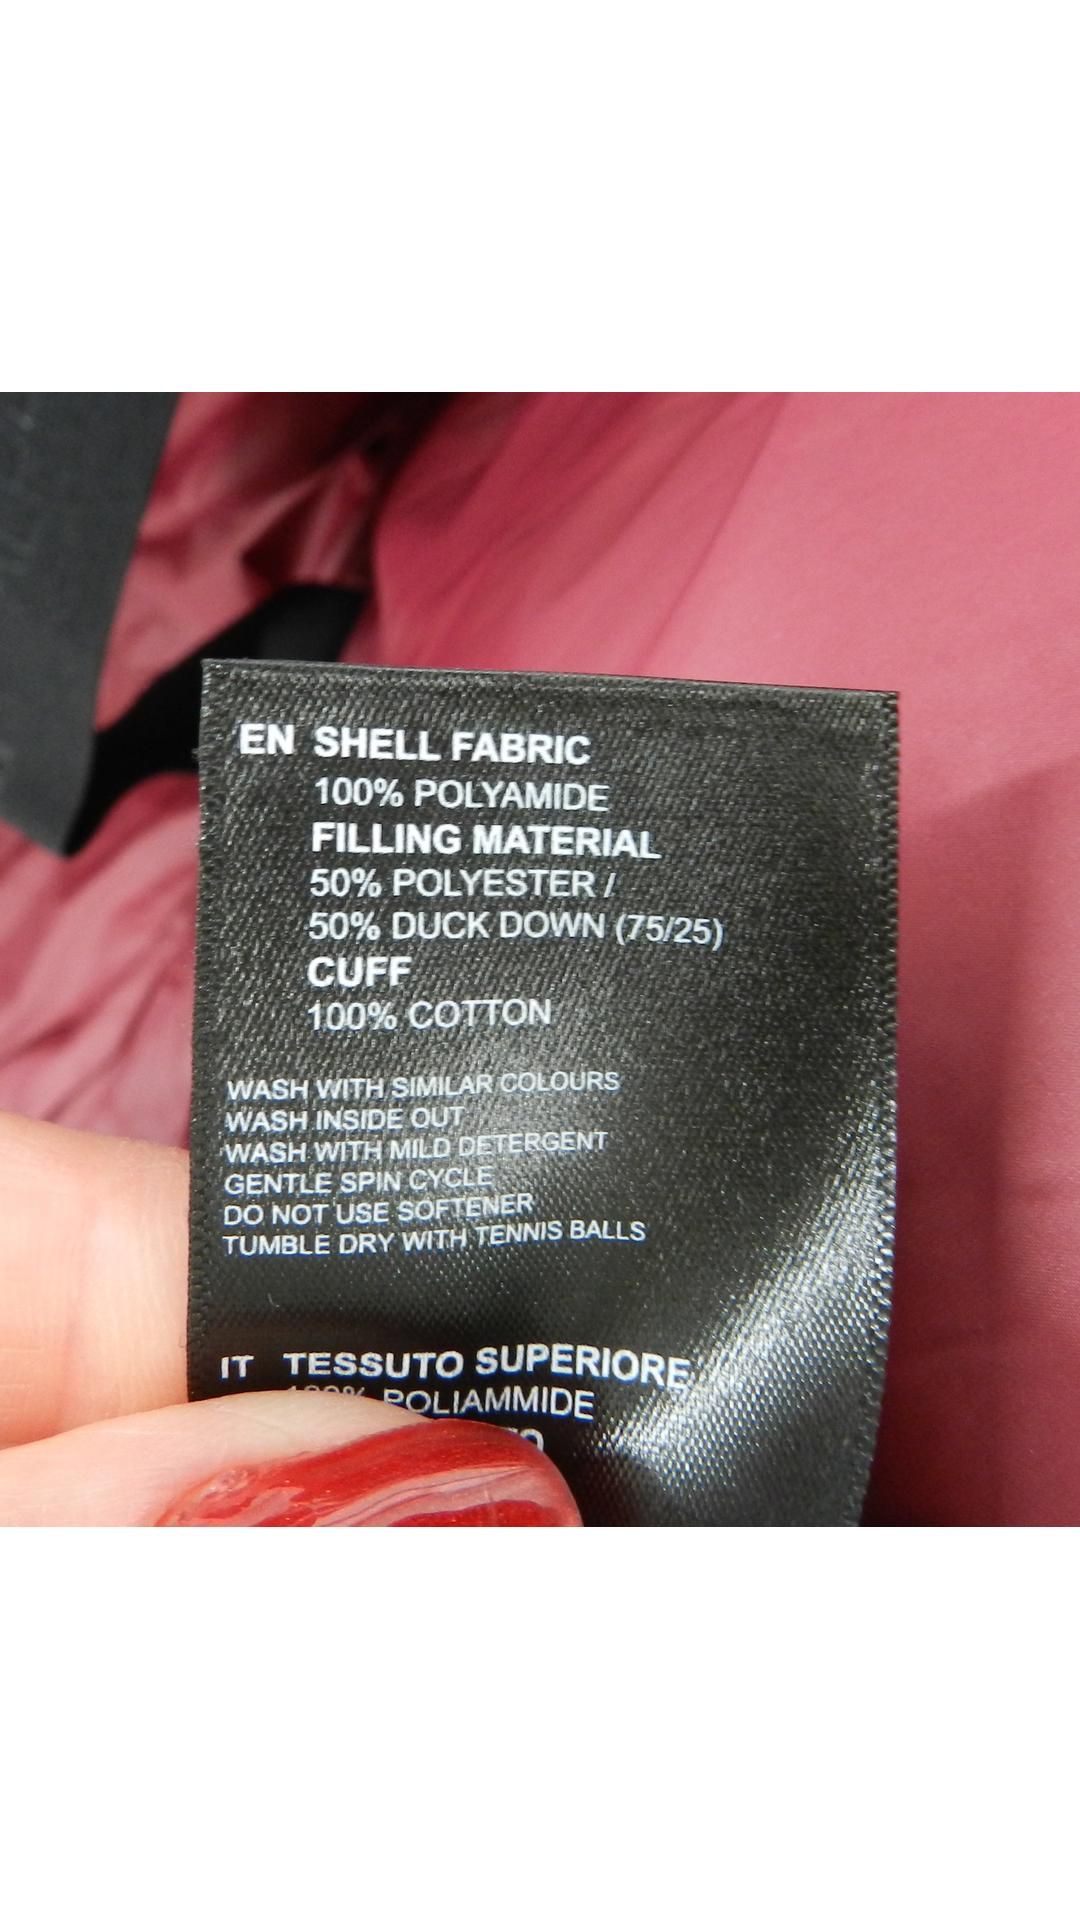 EN SHELL FABRIC
100% POLYAMIDE
FILLING MATERIAL
50% POLYESTER /
50% DUCK DOWN (75/25)
CUFF
100% COTTON
WASH WITH SIMILAR COLOURS
WASH INSIDE OUT
WASH WITH MILD DETERGENT
GENTLE SPIN CYCLE
DO NOT USE SOFTENER
TUMBLE DRY WITH TENNIS BALLS
IT TESSUTO SUPERIORE
100% POLIAMMIDE